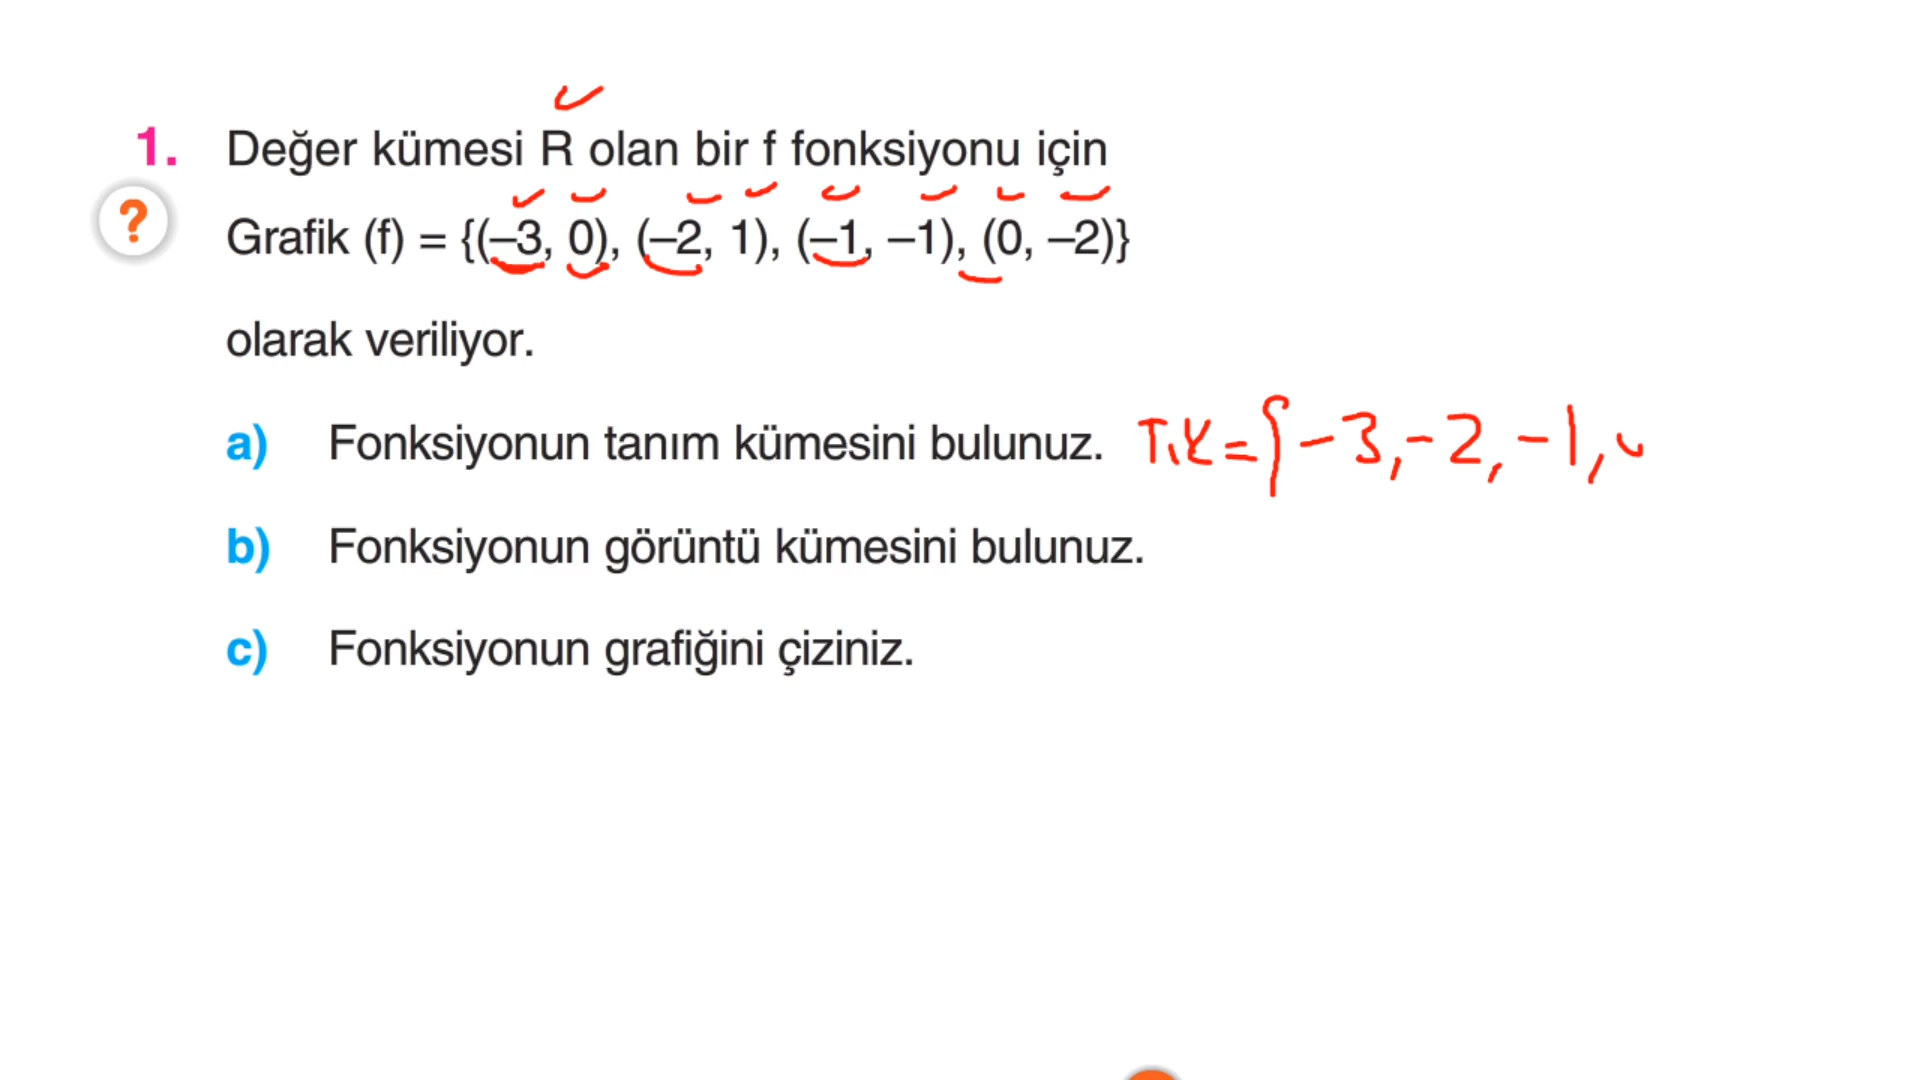 1. Değer kümesi R olan bir f fonksiyonu için
?
Grafik (f) = {(–3, 0), (–2, 1), (–1, –1), (0, –2)}
olarak veriliyor.
a) Fonksiyonun tanım kümesini bulunuz. T.K = { -3, -2, -1,
b) Fonksiyonun görüntü kümesini bulunuz.
c) Fonksiyonun grafiğini çiziniz.